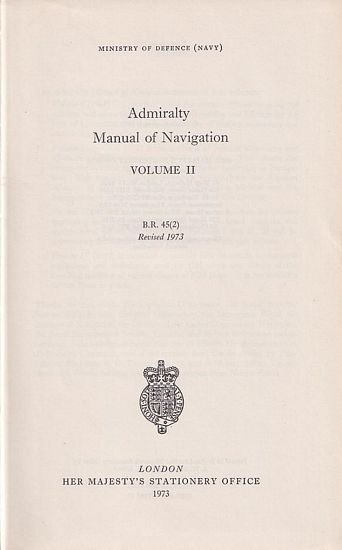 MINISTRY OF DEFENCE (NAVY)
Admiralty
Manual of Navigation
VOLUME II
B.R. 45(2)
Revised 1973
LONDON
HER MAJESTY'S STATIONERY OFFICE
1973